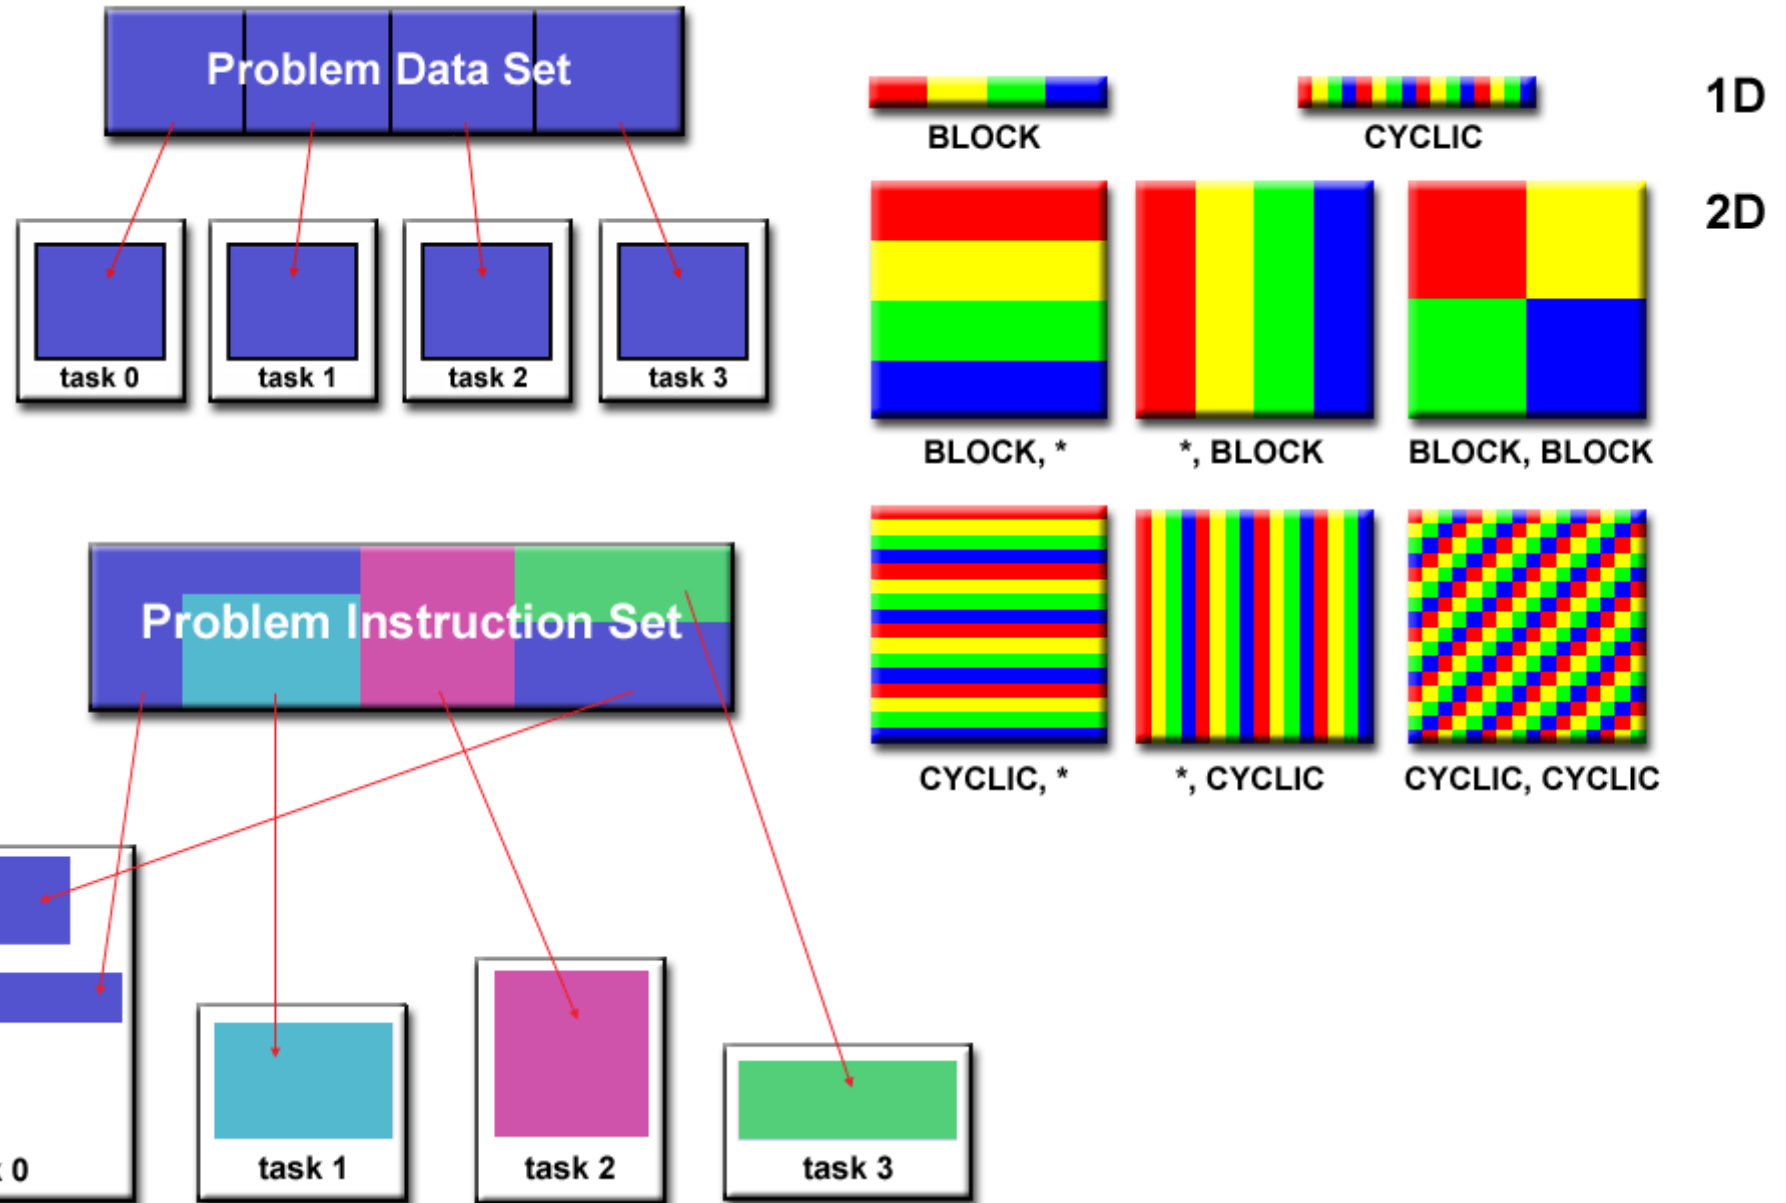 Problem Data Set
task 0
task 1
task 2
task 3
1D
BLOCK
CYCLIC
2D
BLOCK, *
*, BLOCK
BLOCK, BLOCK
CYCLIC, *
*, CYCLIC
CYCLIC, CYCLIC
Problem Instruction Set
0
task 1
task 2
task 3